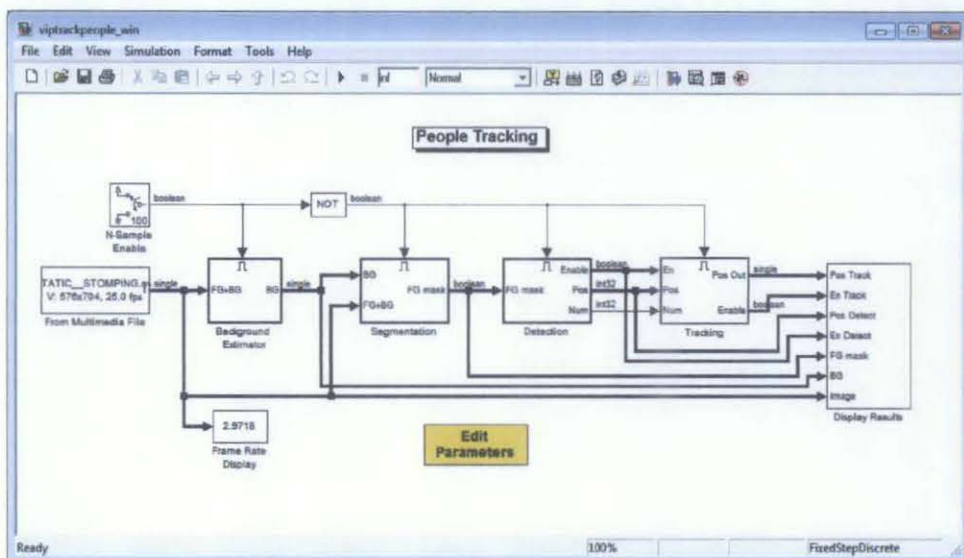 viptrackpeople_win
File Edit View Simulation Format Tools Help
inf Normal
People Tracking
boolean
NOT
boolean
100
N-Sample
Enable
TATIC__STOMPING.
V: 576x704, 25.0 fps
single
From Multimedia File
FG+BG BG
single
Background
Estimator
BG
FG+BG
FG mask
boolean
Segmentation
FG mask
Enable
Pos
Num
boolean
int32
int32
Detection
En
Pos
Num
Pos Out
Enable
single
boolean
Tracking
Pos Track
En Track
Pos Detect
En Detect
FG mask
BG
Image
Display Results
2.9718
Frame Rate
Display
Edit
Parameters
Ready 100% FixedStepDiscrete